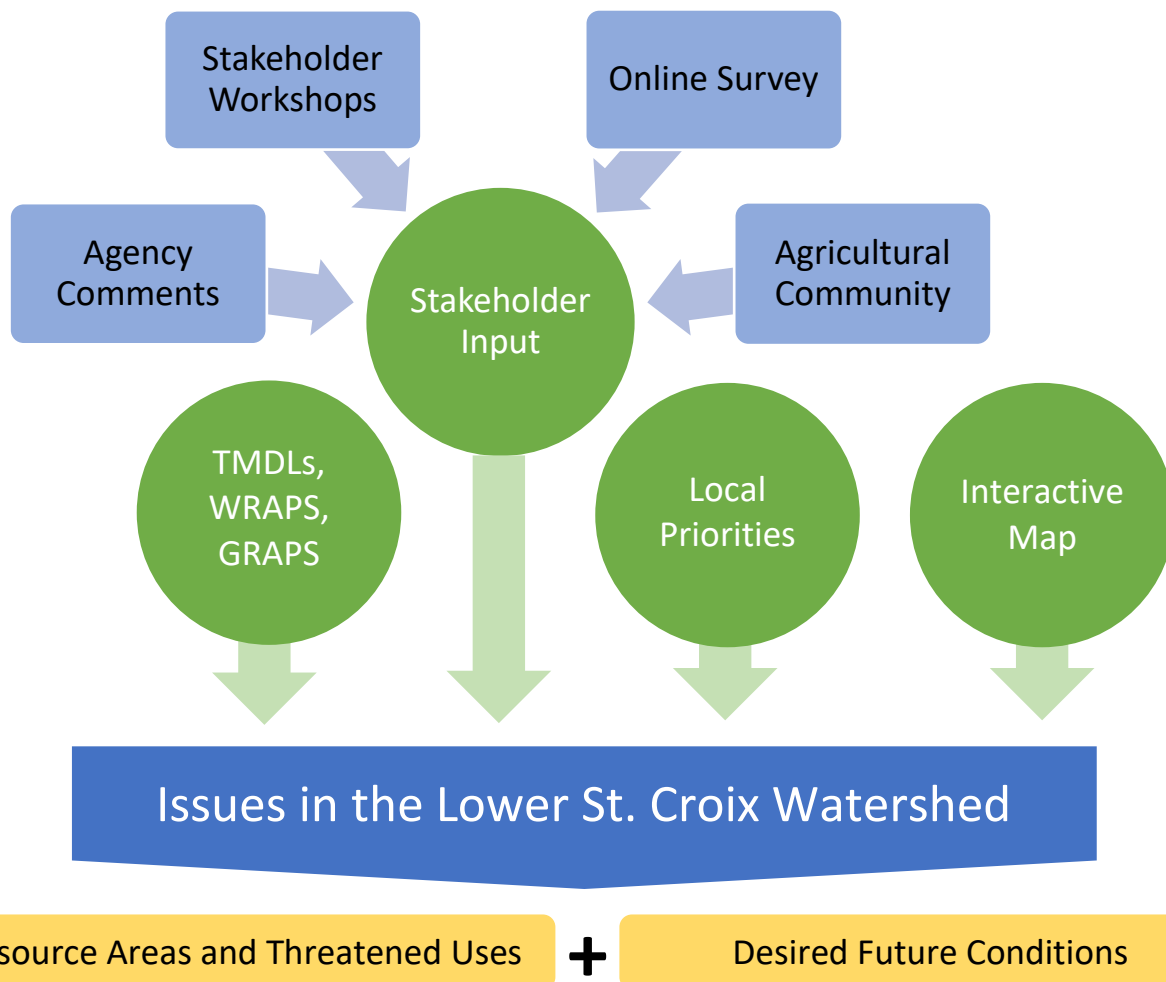 Stakeholder
Workshops
Online Survey
Agency
Comments
Agricultural
Community
Stakeholder
Input
TMDLs,
WRAPS,
GRAPS
Local
Priorities
Interactive
Map
Issues in the Lower St. Croix Watershed
source Areas and Threatened Uses + Desired Future Conditions